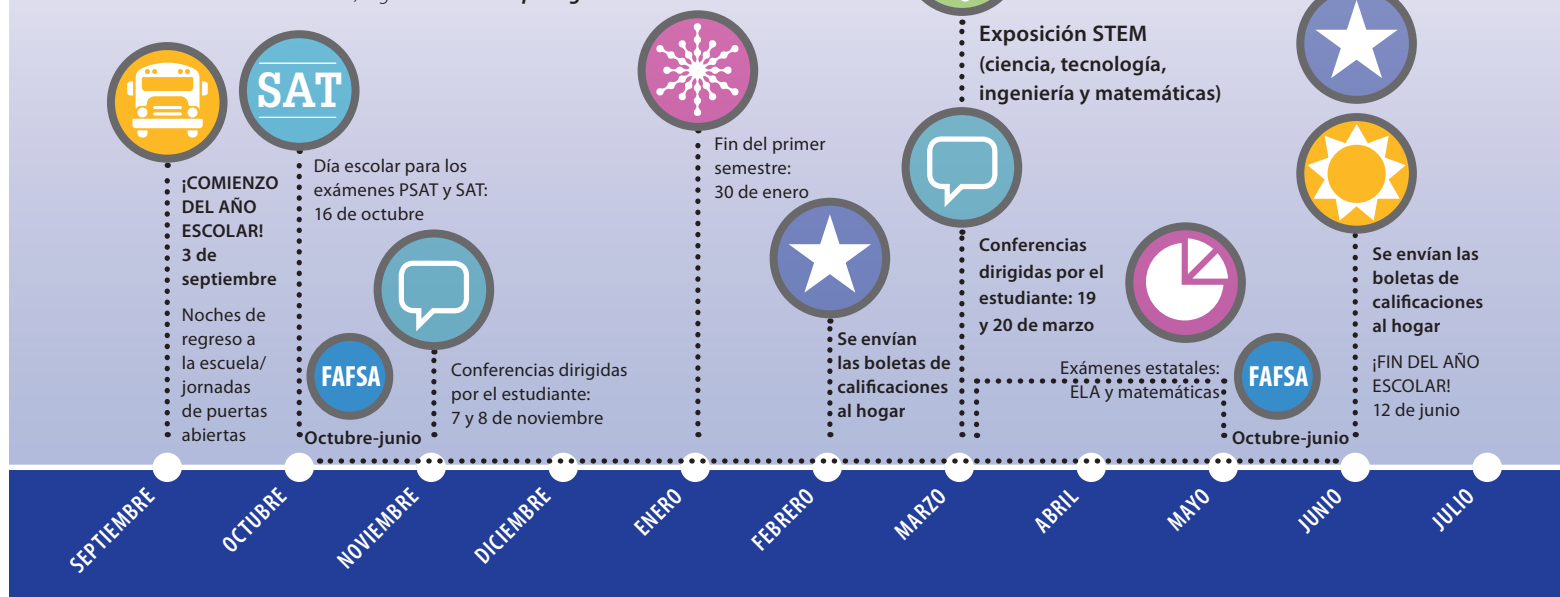 SAT
¡COMIENZO
DEL AÑO
ESCOLAR!
3 de
septiembre
Noches de
regreso a
la escuela/
jornadas
de puertas
abiertas
Día escolar para los
exámenes PSAT y SAT:
16 de octubre
FAFSA
Octubre-junio
Conferencias dirigidas
por el estudiante:
7 y 8 de noviembre
Fin del primer
semestre:
30 de enero
Se envían
las boletas de
calificaciones
al hogar
Exposición STEM
(ciencia, tecnología,
ingeniería y matemáticas)
Conferencias
dirigidas por el
estudiante: 19
y 20 de marzo
Exámenes estatales:
ELA y matemáticas
FAFSA
Octubre-junio
Se envían las
boletas de
calificaciones
al hogar
¡FIN DEL AÑO
ESCOLAR!
12 de junio
SEPTIEMBRE
OCTUBRE
NOVIEMBRE
DICIEMBRE
ENERO
FEBRERO
MARZO
ABRIL
MAYO
JUNIO
JULIO